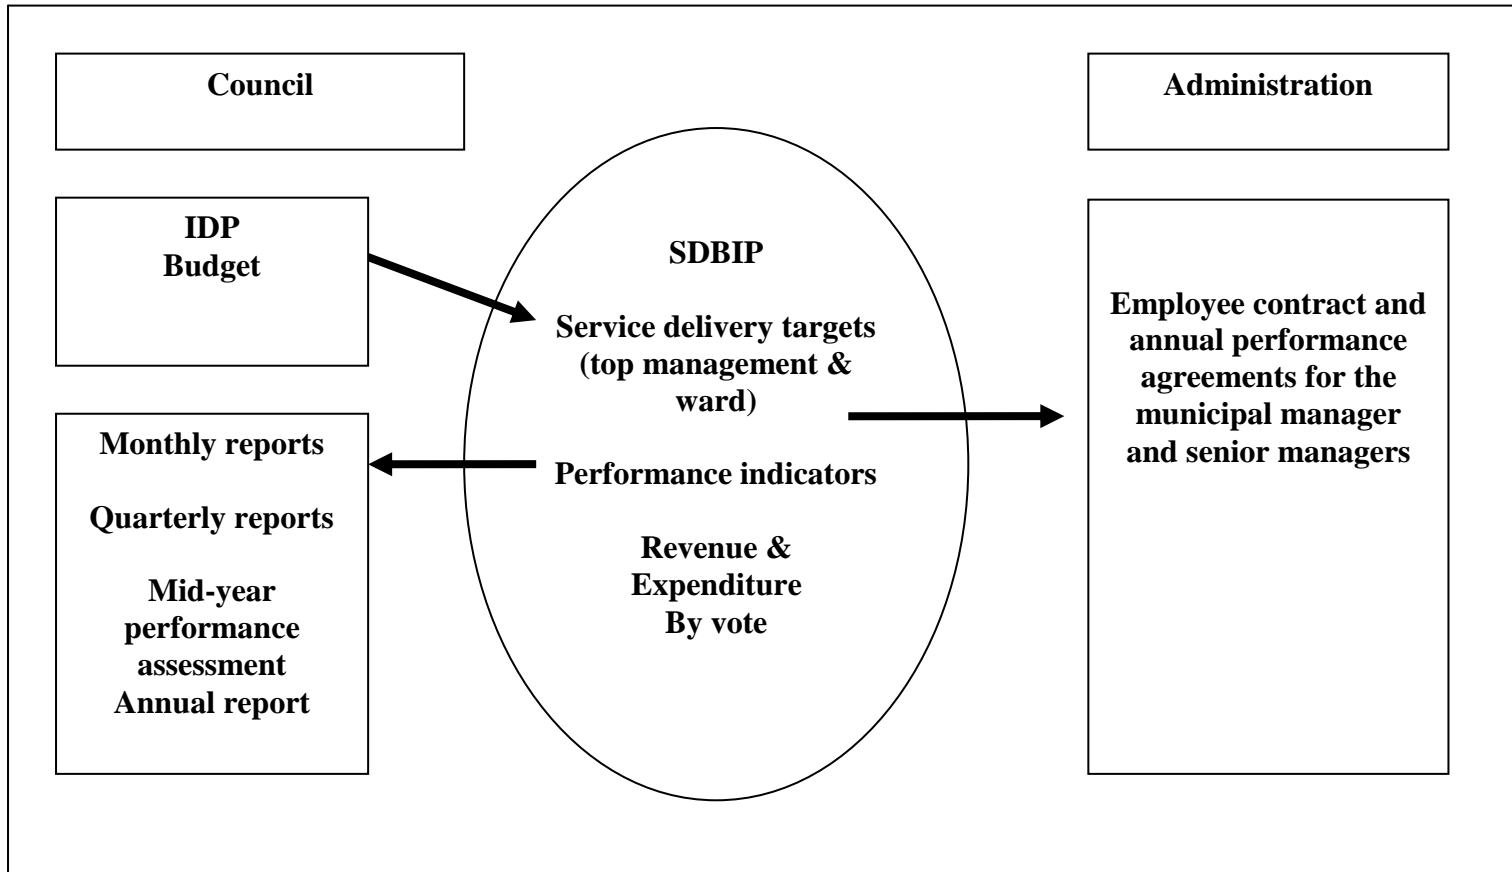 Council
Administration
IDP
Budget
SDBIP
Service delivery targets
(top management &
ward)
Performance indicators
Revenue &
Expenditure
By vote
Monthly reports
Quarterly reports
Mid-year
performance
assessment
Annual report
Employee contract and
annual performance
agreements for the
municipal manager
and senior managers